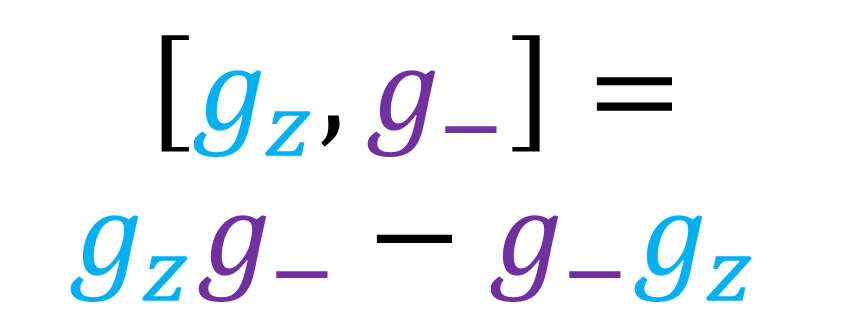 [g_z, g_−] =
g_z g_− − g_− g_z